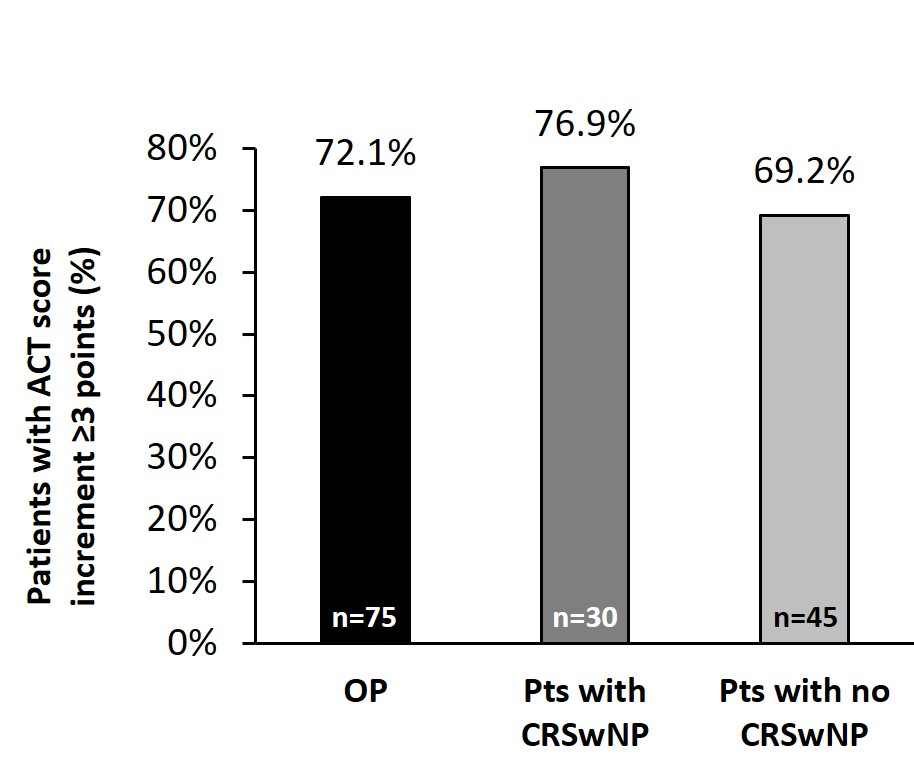 Patients with ACT score
increment ≥3 points (%)
80%
70%
60%
50%
40%
30%
20%
10%
0%
72.1%
76.9%
69.2%
n=75
n=30
n=45
OP
Pts with
CRSwNP
Pts with no
CRSwNP